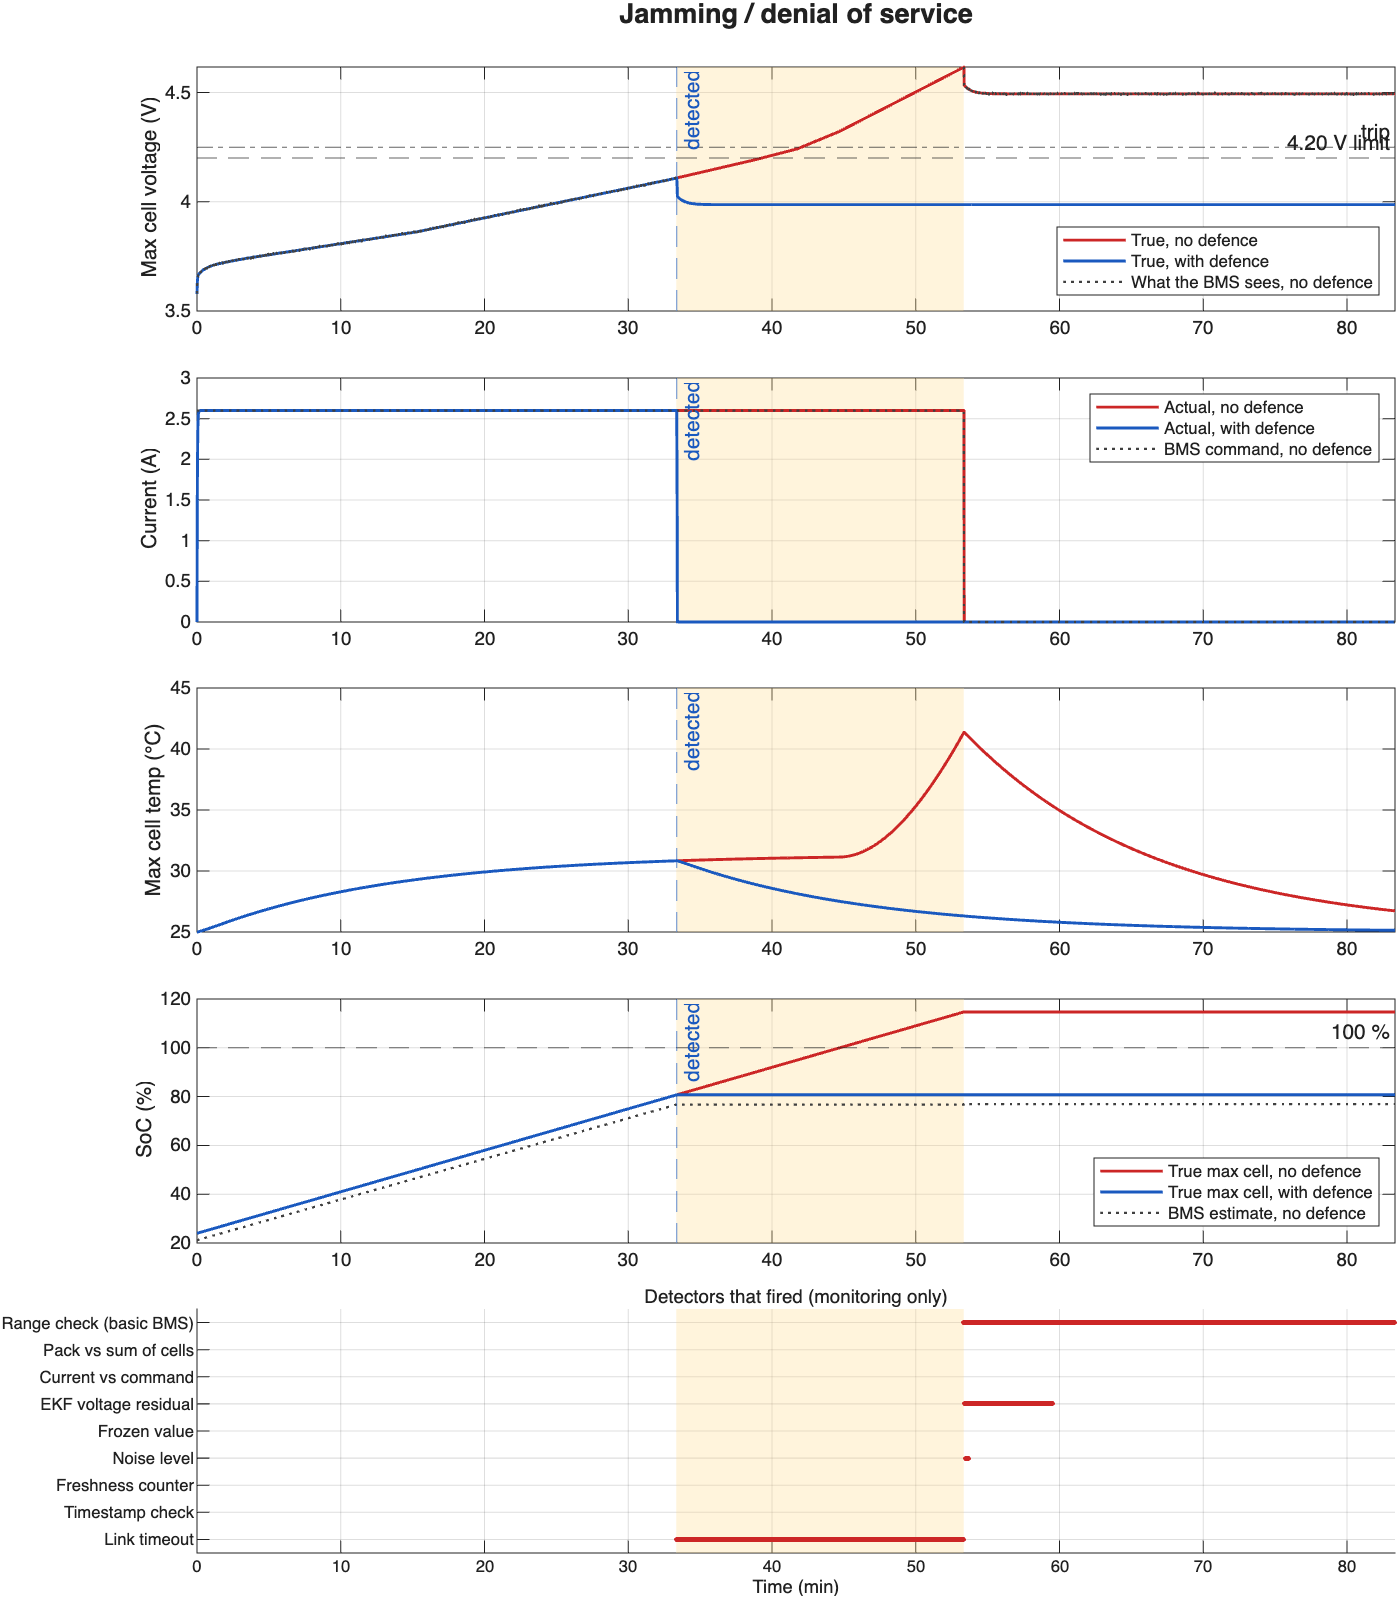 Jamming / denial of service
Max cell voltage (V)
4.5
4
3.5
detected
trip
4.20 V limit
True, no defence
True, with defence
What the BMS sees, no defence
0 10 20 30 40 50 60 70 80
Current (A)
3
2.5
2
1.5
1
0.5
0
detected
Actual, no defence
Actual, with defence
BMS command, no defence
0 10 20 30 40 50 60 70 80
Max cell temp (°C)
45
40
35
30
25
detected
0 10 20 30 40 50 60 70 80
SoC (%)
120
100
80
60
40
20
detected
100 %
True max cell, no defence
True max cell, with defence
BMS estimate, no defence
0 10 20 30 40 50 60 70 80
Detectors that fired (monitoring only)
Range check (basic BMS)
Pack vs sum of cells
Current vs command
EKF voltage residual
Frozen value
Noise level
Freshness counter
Timestamp check
Link timeout
0 10 20 30 40 50 60 70 80
Time (min)